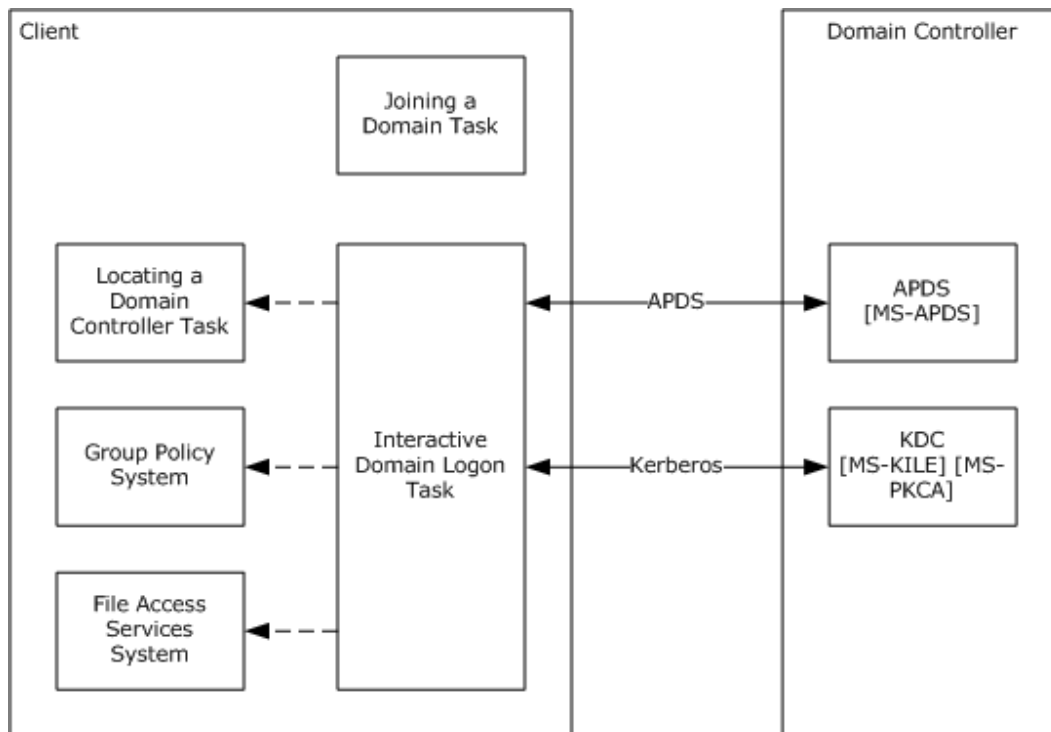 Client
Domain Controller
Joining a
Domain Task
Locating a
Domain
Controller Task
Group Policy
System
File Access
Services
System
Interactive
Domain Logon
Task
APDS
Kerberos
APDS
[MS-APDS]
KDC
[MS-KILE] [MS-
PKCA]